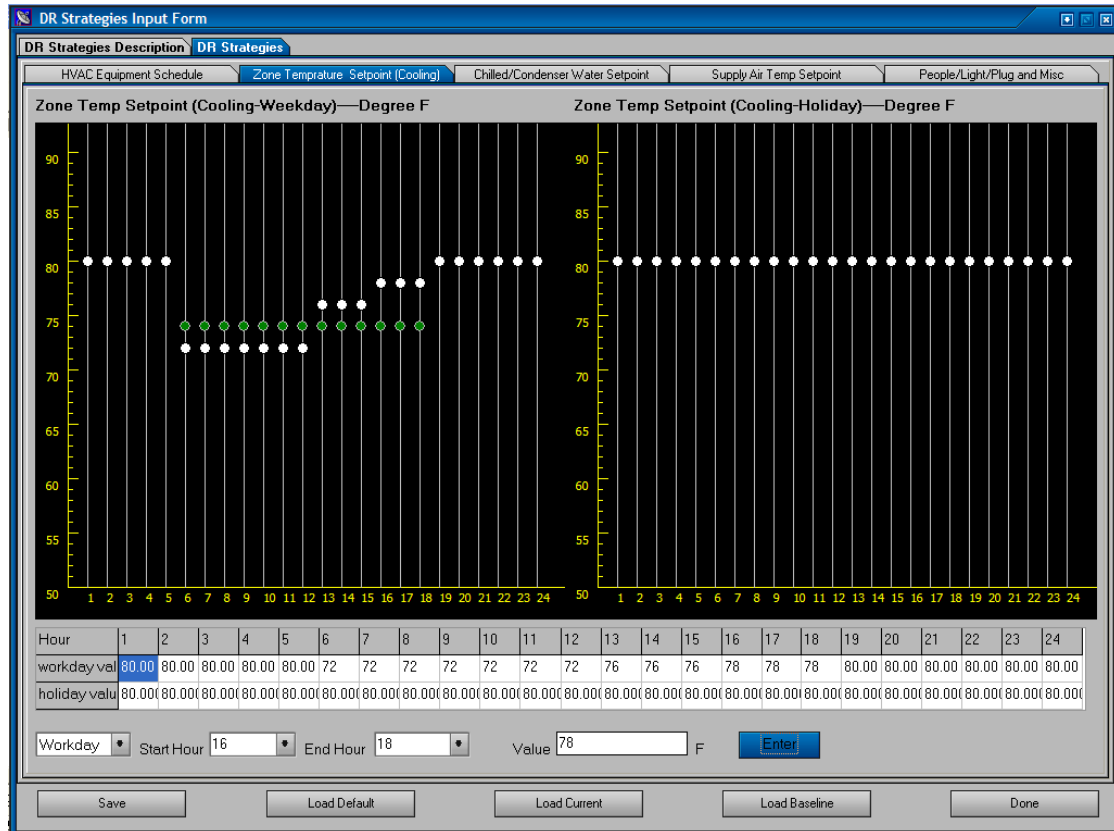 DR Strategies Input Form
DR Strategies Description DR Strategies
HVAC Equipment Schedule Zone Temprature Setpoint (Cooling) Chilled/Condenser Water Setpoint Supply Air Temp Setpoint People/Light/Plug and Misc
Zone Temp Setpoint (Cooling-Weekday)—Degree F Zone Temp Setpoint (Cooling-Holiday)—Degree F
90 90
85 85
80 80
75 75
70 70
65 65
60 60
55 55
50 1 2 3 4 5 6 7 8 9 10 11 12 13 14 15 16 17 18 19 20 21 22 23 24 50 1 2 3 4 5 6 7 8 9 10 11 12 13 14 15 16 17 18 19 20 21 22 23 24
Hour 1 2 3 4 5 6 7 8 9 10 11 12 13 14 15 16 17 18 19 20 21 22 23 24
workday val 80.00 80.00 80.00 80.00 80.00 72 72 72 72 72 72 72 76 76 76 78 78 78 80.00 80.00 80.00 80.00 80.00 80.00
holiday valu 80.00( 80.00( 80.00( 80.00( 80.00( 80.00( 80.00( 80.00( 80.00( 80.00( 80.00( 80.00( 80.00( 80.00( 80.00( 80.00( 80.00( 80.00( 80.00( 80.00( 80.00( 80.00( 80.00( 80.00(
Workday Start Hour 16 End Hour 18 Value 78 F Enter
Save Load Default Load Current Load Baseline Done